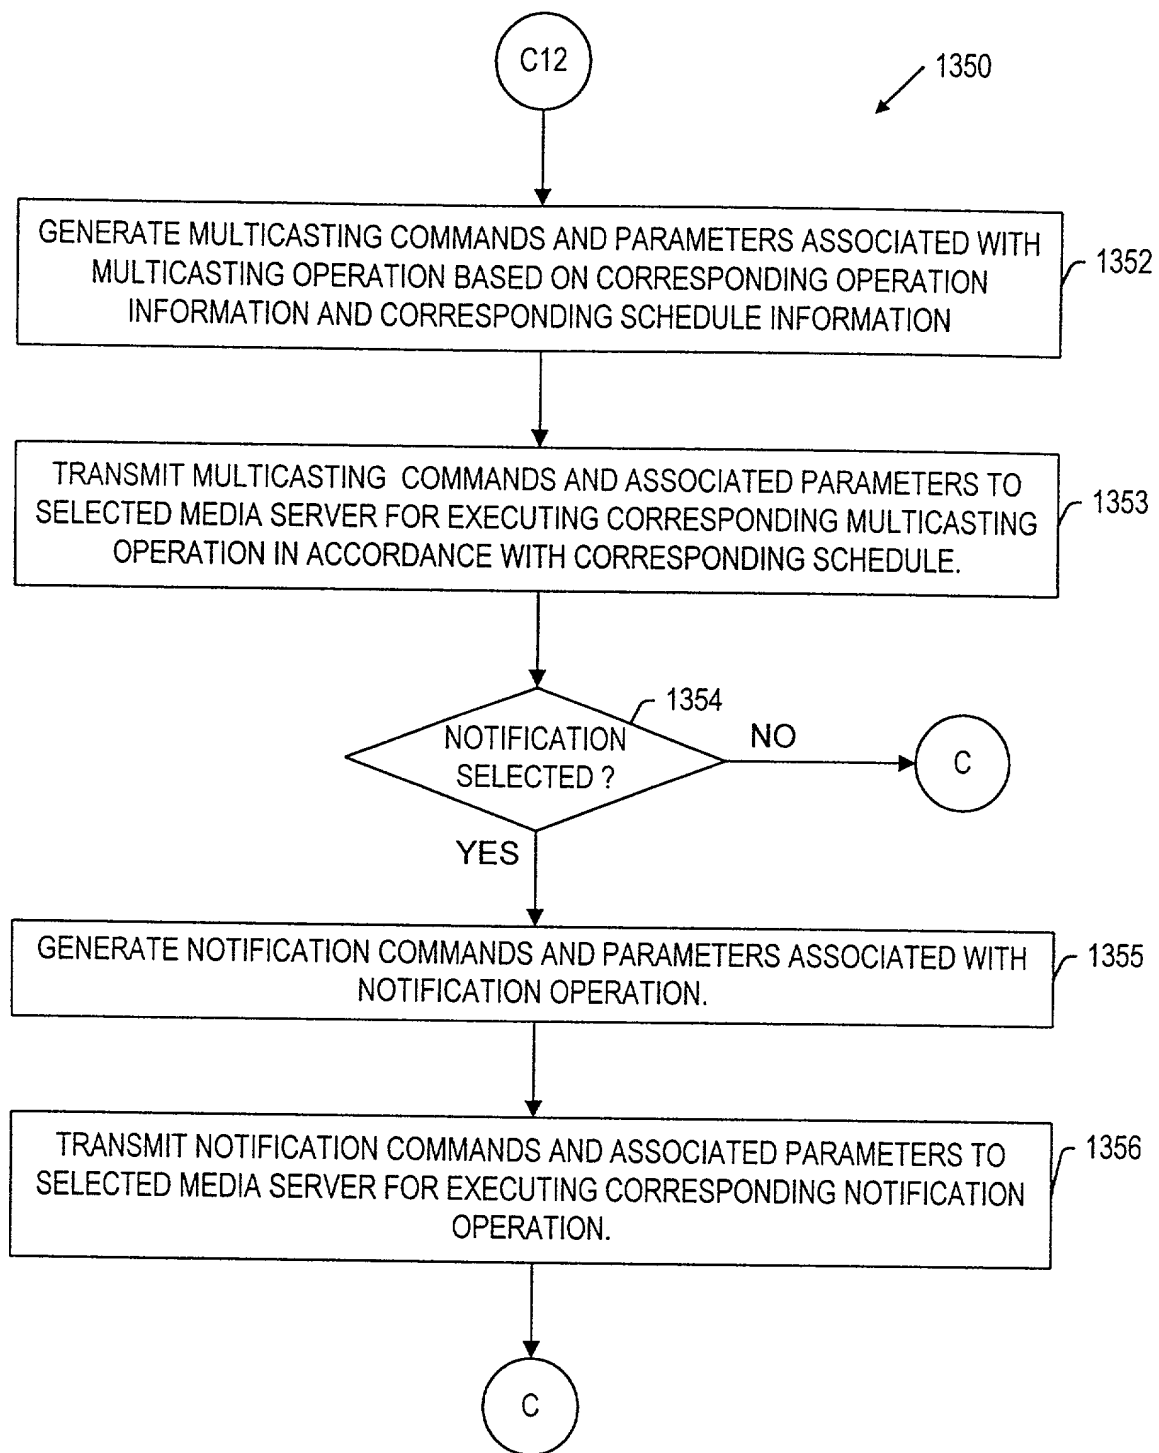 C12
1350
GENERATE MULTICASTING COMMANDS AND PARAMETERS ASSOCIATED WITH
MULTICASTING OPERATION BASED ON CORRESPONDING OPERATION
INFORMATION AND CORRESPONDING SCHEDULE INFORMATION
1352
TRANSMIT MULTICASTING COMMANDS AND ASSOCIATED PARAMETERS TO
SELECTED MEDIA SERVER FOR EXECUTING CORRESPONDING MULTICASTING
OPERATION IN ACCORDANCE WITH CORRESPONDING SCHEDULE.
1353
1354
NOTIFICATION
SELECTED ?
NO
C
YES
GENERATE NOTIFICATION COMMANDS AND PARAMETERS ASSOCIATED WITH
NOTIFICATION OPERATION.
1355
TRANSMIT NOTIFICATION COMMANDS AND ASSOCIATED PARAMETERS TO
SELECTED MEDIA SERVER FOR EXECUTING CORRESPONDING NOTIFICATION
OPERATION.
1356
C